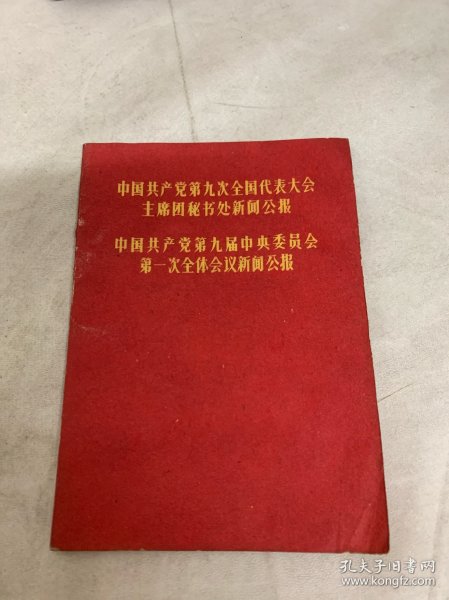 中国共产党第九次全国代表大会
主席团秘书处新闻公报
中国共产党第九届中央委员会
第一次全体会议新闻公报
孔夫子旧书网
www.kongfz.com